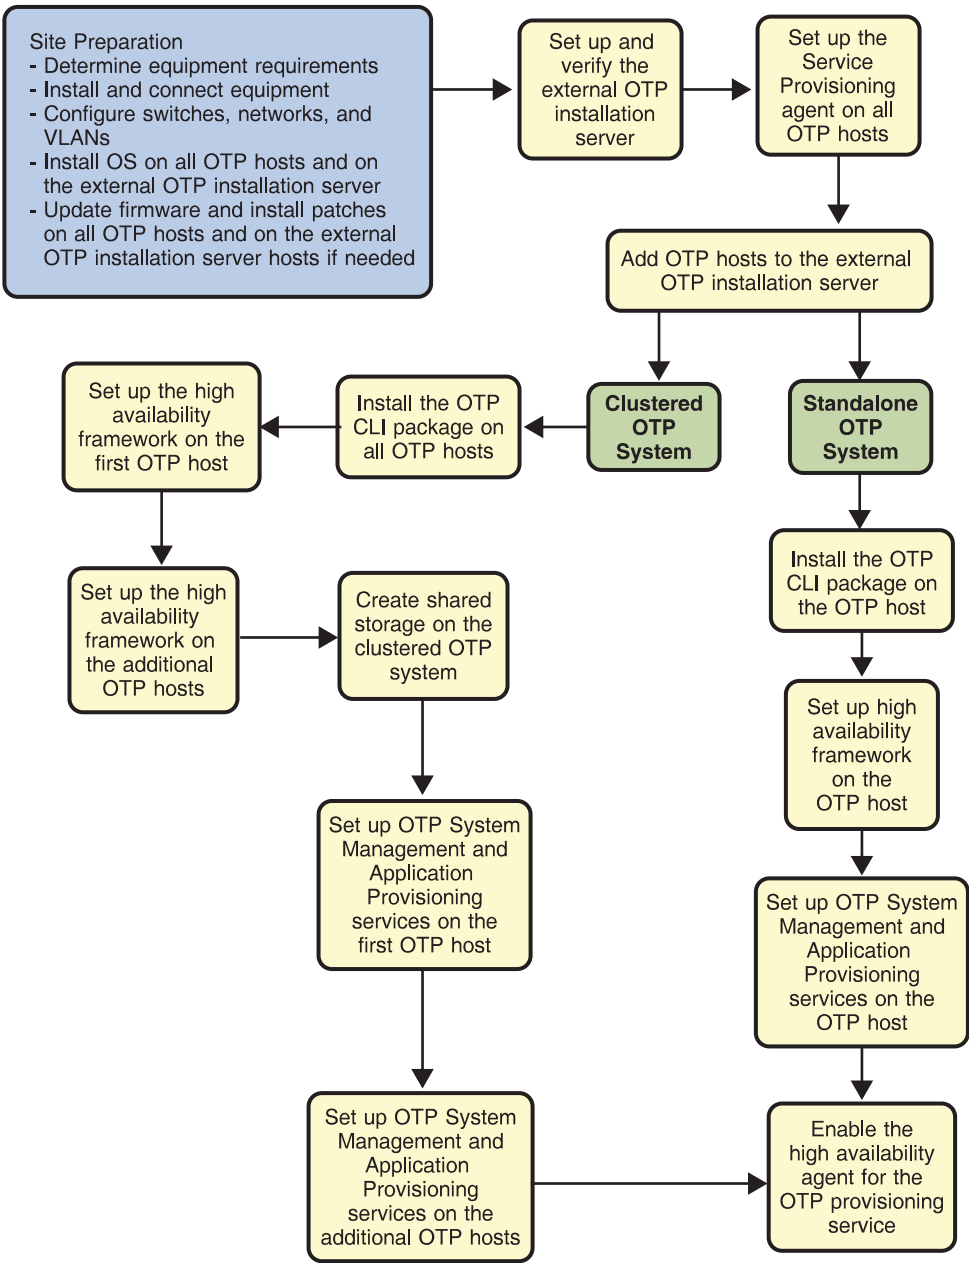 Site Preparation
- Determine equipment requirements
- Install and connect equipment
- Configure switches, networks, and
VLANs
- Install OS on all OTP hosts and on
the external OTP installation server
- Update firmware and install patches
on all OTP hosts and on the external
OTP installation server hosts if needed
Set up and
verify the
external OTP
installation
server
Set up the
Service
Provisioning
agent on all
OTP hosts
Add OTP hosts to the external
OTP installation server
Clustered
OTP
System
Standalone
OTP
System
Install the OTP
CLI package on
all OTP hosts
Set up the high
availability
framework on the
first OTP host
Set up the high
availability
framework on
the additional
OTP hosts
Create shared
storage on the
clustered OTP
system
Set up OTP System
Management and
Application
Provisioning
services on the
first OTP host
Set up OTP System
Management and
Application
Provisioning
services on the
additional OTP hosts
Install the OTP
CLI package on
the OTP host
Set up high
availability
framework
on the
OTP host
Set up OTP System
Management and
Application
Provisioning
services on the
OTP host
Enable the
high availability
agent for the
OTP provisioning
service